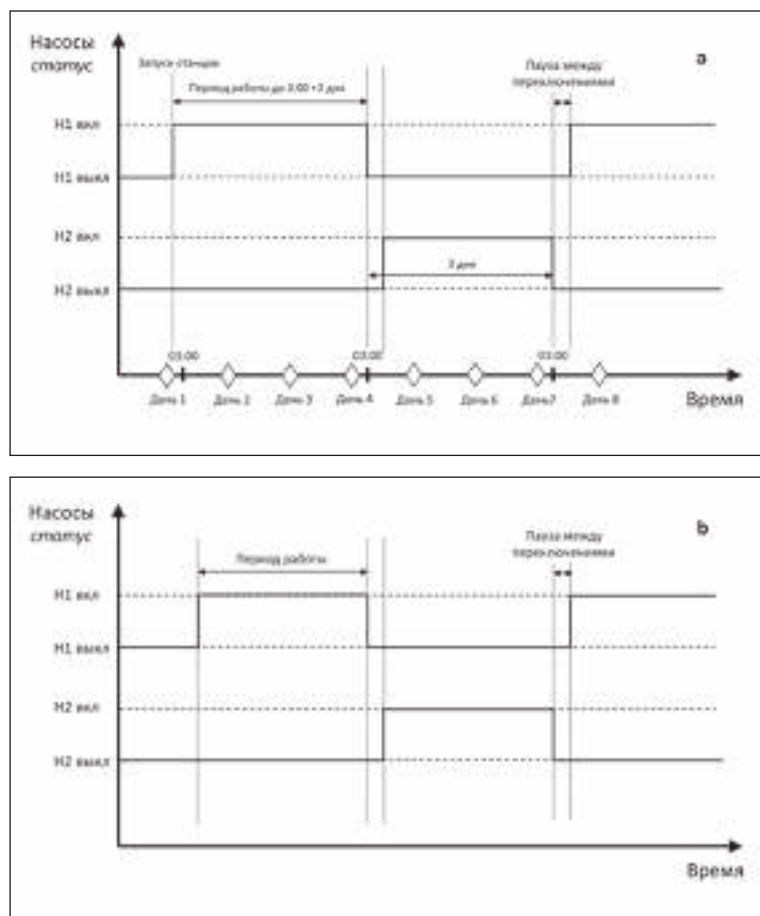 Насосы
статус
Запуск станции
Период работы до 3:00 +3 дня
Пауза между
переключениями
a
Н1 вкл
Н1 выкл
Н2 вкл
3 дня
Н2 выкл
03:00
03:00
03:00
День 1
День 2
День 3
День 4
День 5
День 6
День7
День 8
Время
Насосы
статус
Период работы
Пауза между
переключениями
b
Н1 вкл
Н1 выкл
Н2 вкл
Н2 выкл
Время